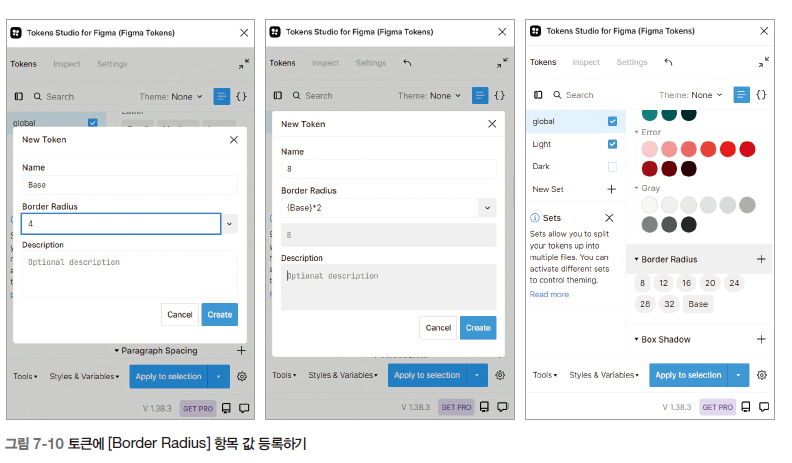 Tokens Studio for Figma (Figma Tokens)
Tokens Inspect Settings
Search Theme: None
global
New Token
Name
Base
Border Radius
4
Description
Optional description
Cancel Create
Paragraph Spacing
Tools Styles & Variables Apply to selection
V 1.38.3 GET PRO
Tokens Studio for Figma (Figma Tokens)
Tokens Inspect Settings
Search Theme: None
New Token
Name
8
Border Radius
{Base}*2
8
Description
Optional description
Cancel Create
Tools Styles & Variables Apply to selection
V 1.38.3 GET PRO
Tokens Studio for Figma (Figma Tokens)
Tokens Inspect Settings
Search Theme: None {}
global
Light
Dark
New Set +
Sets
Sets allow you to split
your tokens up into
multiple files. You can
activate different sets
to control theming.
Read more
Error
Gray
Border Radius +
8 12 16 20 24
28 32 Base
Box Shadow +
Tools Styles & Variables Apply to selection
V 1.38.3 GET PRO
그림 7-10 토큰에 [Border Radius] 항목 값 등록하기